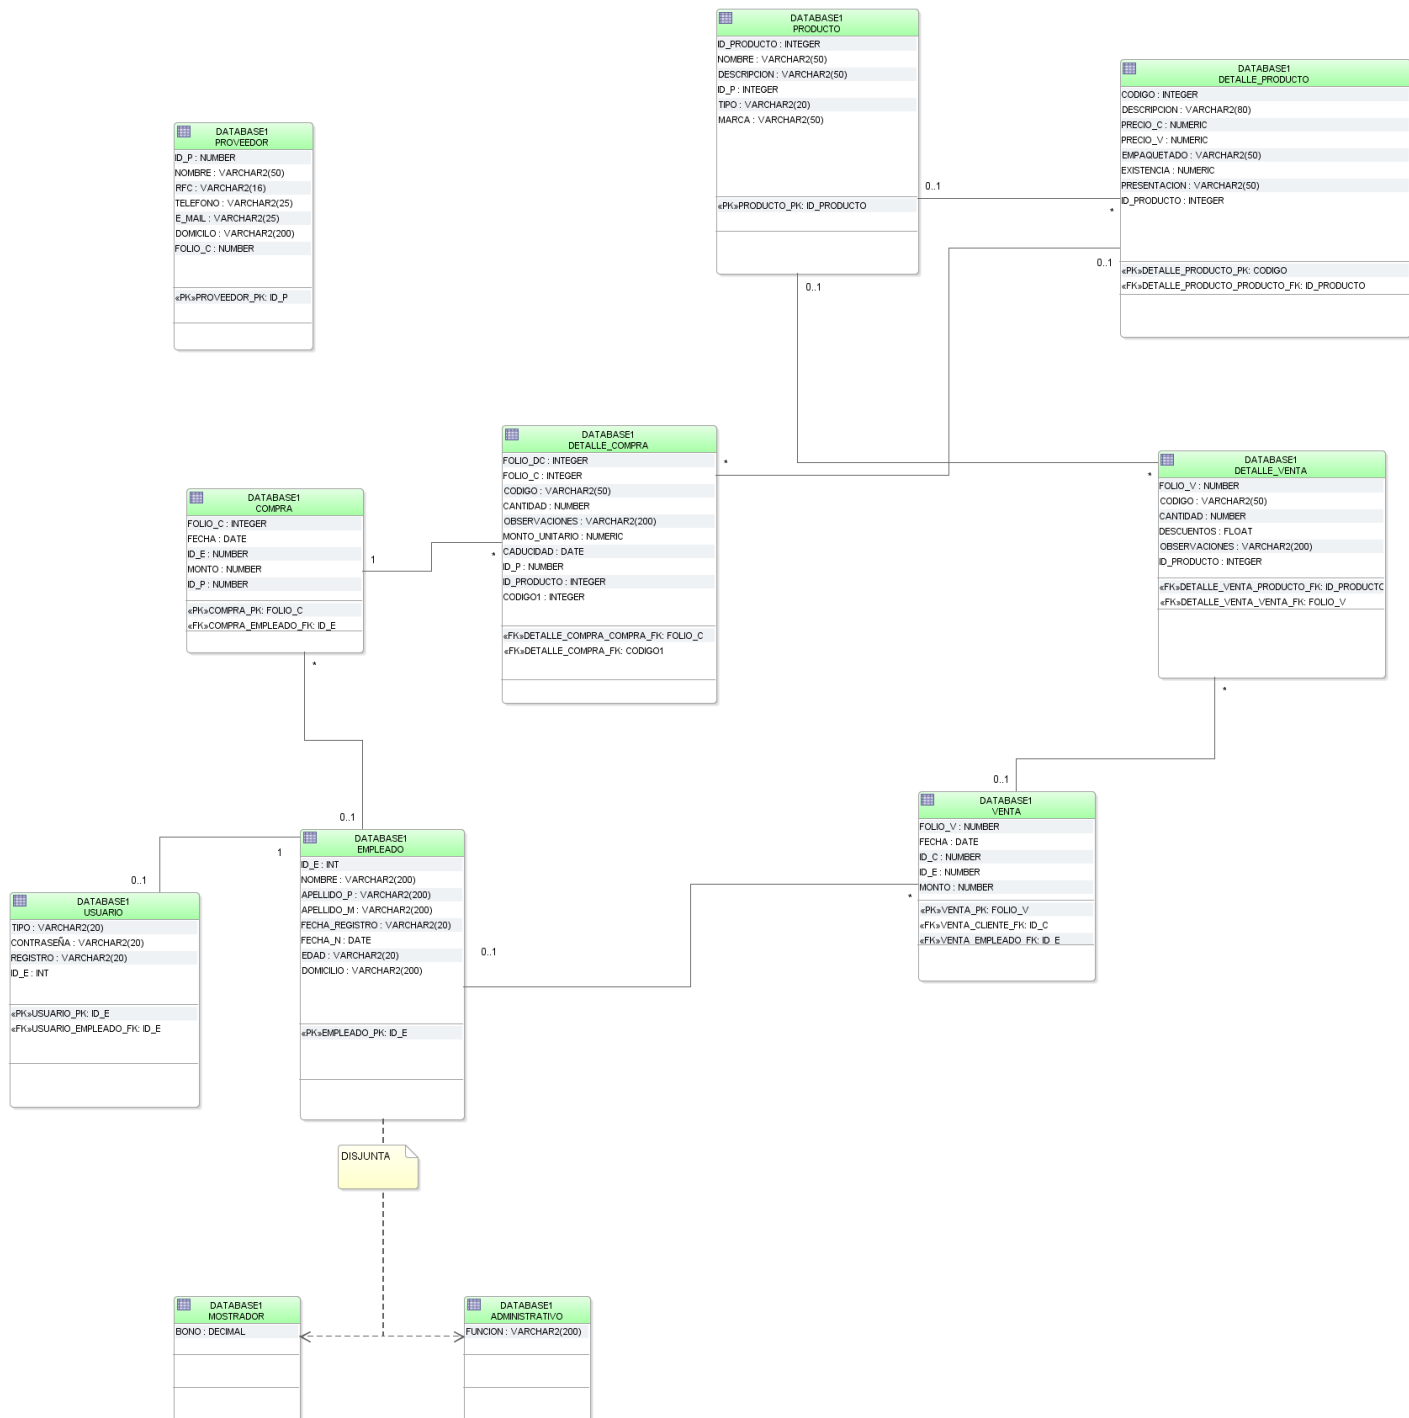 DATABASE1
PRODUCTO
ID_PRODUCTO : INTEGER
NOMBRE : VARCHAR2(50)
DESCRIPCION : VARCHAR2(50)
ID_P : INTEGER
TIPO : VARCHAR2(20)
MARCA : VARCHAR2(50)
«PK»PRODUCTO_PK: ID_PRODUCTO
DATABASE1
DETALLE_PRODUCTO
CODIGO : INTEGER
DESCRIPCION : VARCHAR2(80)
PRECIO_C : NUMERIC
PRECIO_V : NUMERIC
EMPAQUETADO : VARCHAR2(50)
EXISTENCIA : NUMERIC
PRESENTACION : VARCHAR2(50)
ID_PRODUCTO : INTEGER
«PK»DETALLE_PRODUCTO_PK: CODIGO
«FK»DETALLE_PRODUCTO_PRODUCTO_FK: ID_PRODUCTO
0..1
*
0..1
0..1
DATABASE1
PROVEEDOR
ID_P : NUMBER
NOMBRE : VARCHAR2(50)
RFC : VARCHAR2(16)
TELEFONO : VARCHAR2(25)
E_MAIL : VARCHAR2(25)
DOMICILO : VARCHAR2(200)
FOLIO_C : NUMBER
«PK»PROVEEDOR_PK: ID_P
DATABASE1
DETALLE_COMPRA
FOLIO_DC : INTEGER
FOLIO_C : INTEGER
CODIGO : VARCHAR2(50)
CANTIDAD : NUMBER
OBSERVACIONES : VARCHAR2(200)
MONTO_UNITARIO : NUMERIC
CADUCIDAD : DATE
ID_P : NUMBER
ID_PRODUCTO : INTEGER
CODIGO1 : INTEGER
«FK»DETALLE_COMPRA_COMPRA_FK: FOLIO_C
«FK»DETALLE_COMPRA_FK: CODIGO1
*
*
DATABASE1
DETALLE_VENTA
FOLIO_V : NUMBER
CODIGO : VARCHAR2(50)
CANTIDAD : NUMBER
DESCUENTOS : FLOAT
OBSERVACIONES : VARCHAR2(200)
ID_PRODUCTO : INTEGER
«FK»DETALLE_VENTA_PRODUCTO_FK: ID_PRODUCTO
«FK»DETALLE_VENTA_VENTA_FK: FOLIO_V
DATABASE1
COMPRA
FOLIO_C : INTEGER
FECHA : DATE
ID_E : NUMBER
MONTO : NUMBER
ID_P : NUMBER
«PK»COMPRA_PK: FOLIO_C
«FK»COMPRA_EMPLEADO_FK: ID_E
1
*
*
*
0..1
0..1
DATABASE1
VENTA
FOLIO_V : NUMBER
FECHA : DATE
ID_C : NUMBER
ID_E : NUMBER
MONTO : NUMBER
«PK»VENTA_PK: FOLIO_V
«FK»VENTA_CLIENTE_FK: ID_C
«FK»VENTA_EMPLEADO_FK: ID_E
*
DATABASE1
EMPLEADO
ID_E : INT
NOMBRE : VARCHAR2(200)
APELLIDO_P : VARCHAR2(200)
APELLIDO_M : VARCHAR2(200)
FECHA_REGISTRO : VARCHAR2(20)
FECHA_N : DATE
EDAD : VARCHAR2(20)
DOMICILIO : VARCHAR2(200)
«PK»EMPLEADO_PK: ID_E
0..1
1
0..1
DATABASE1
USUARIO
TIPO : VARCHAR2(20)
CONTRASEÑA : VARCHAR2(20)
REGISTRO : VARCHAR2(20)
ID_E : INT
«PK»USUARIO_PK: ID_E
«FK»USUARIO_EMPLEADO_FK: ID_E
DISJUNTA
DATABASE1
MOSTRADOR
BONO : DECIMAL
DATABASE1
ADMINISTRATIVO
FUNCION : VARCHAR2(200)